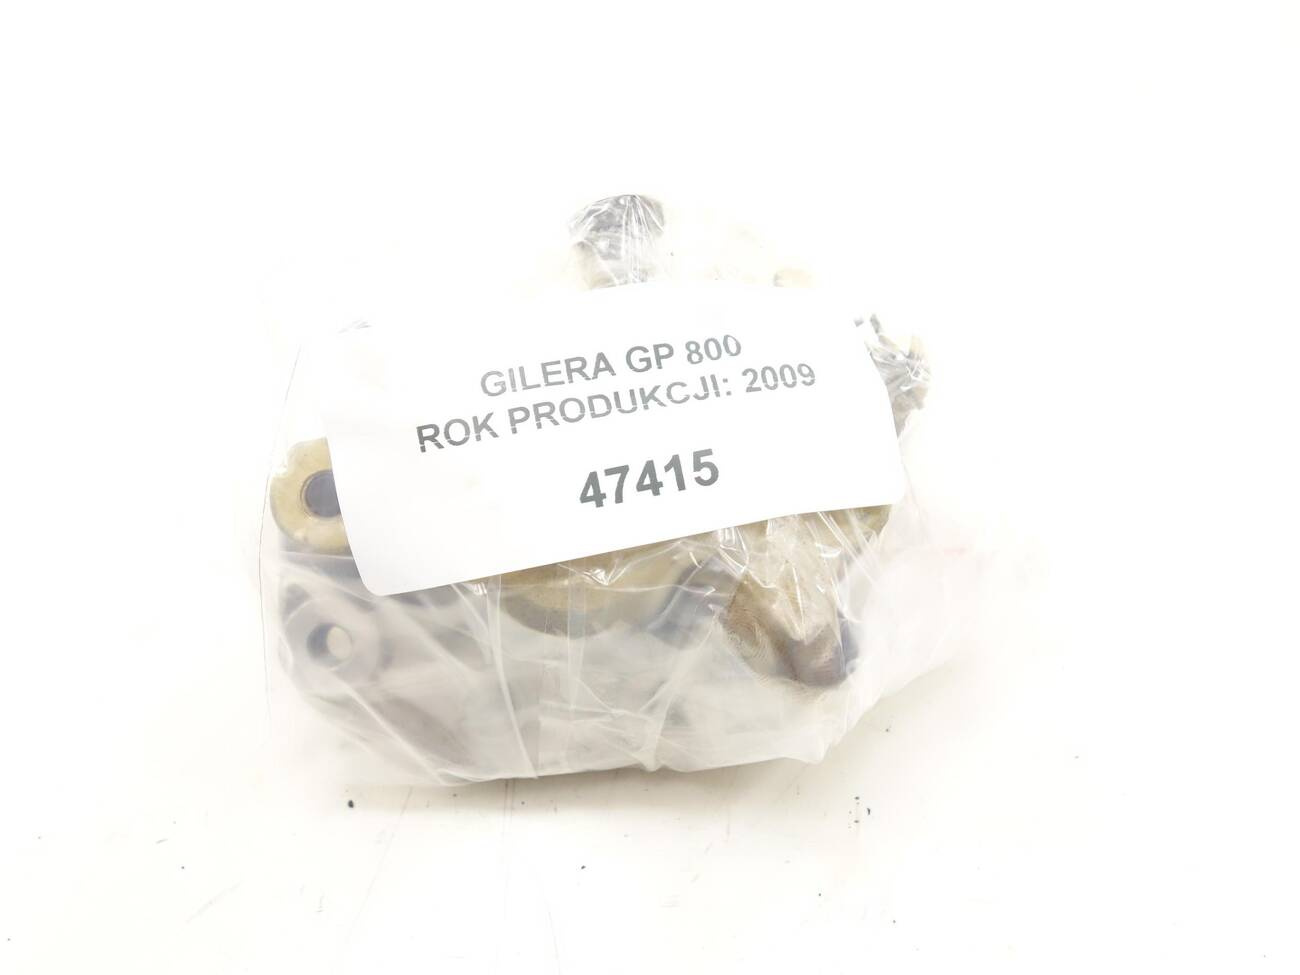 GILERA GP 800
ROK PRODUKCJI: 2009
47415